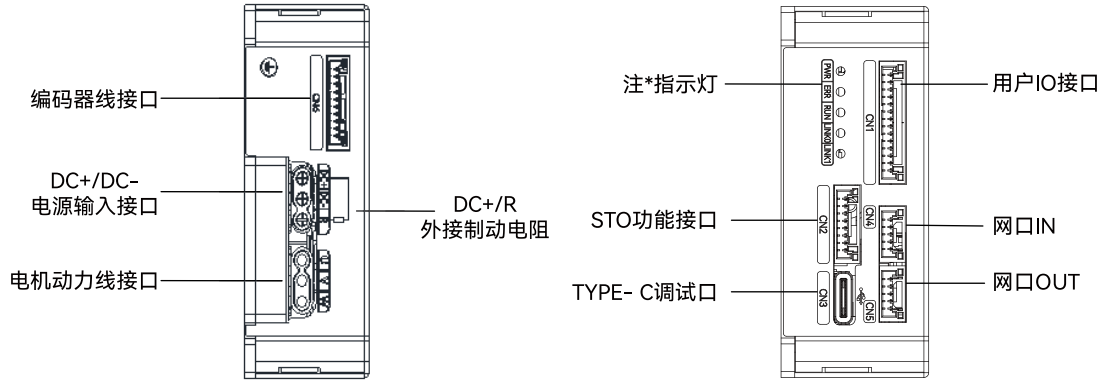 编码器线接口
DC+/DC-
电源输入接口
电机动力线接口
CN6
DC+/R
外接制动电阻
U V W
注*指示灯
STO功能接口
TYPE- C调试口
PWR
ERR
RUN
LINK0
LINK1
CN1
CN2
CN4
CN3
CN5
用户IO接口
网口IN
网口OUT